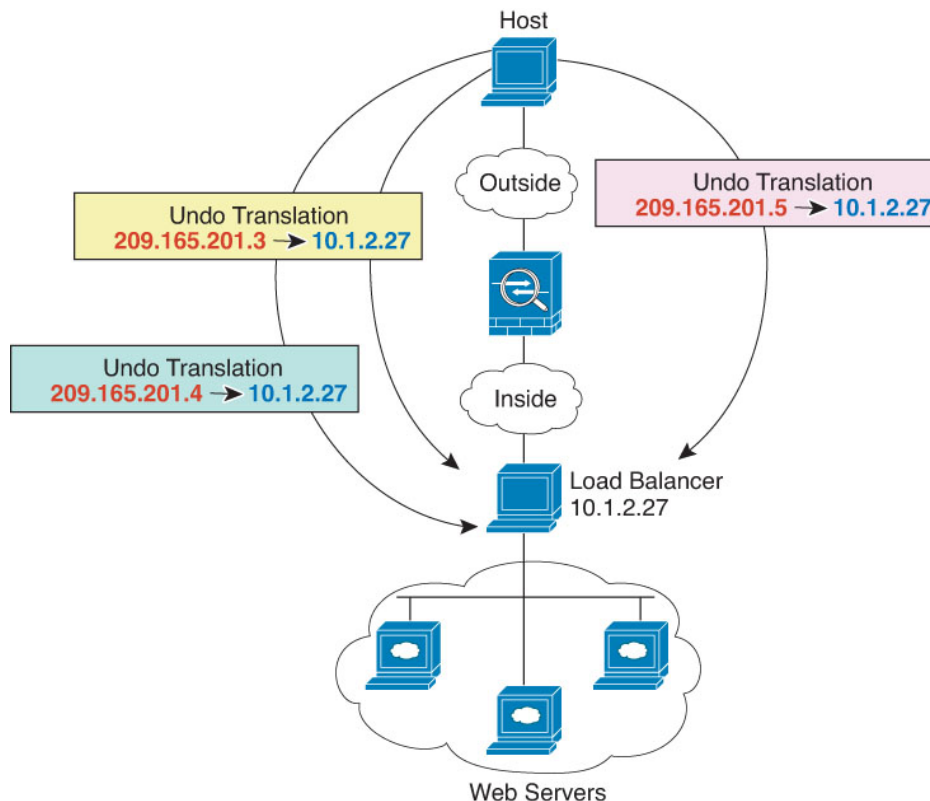 Host
Outside
Undo Translation
209.165.201.3 → 10.1.2.27
Undo Translation
209.165.201.5 → 10.1.2.27
Undo Translation
209.165.201.4 → 10.1.2.27
Inside
Load Balancer
10.1.2.27
Web Servers